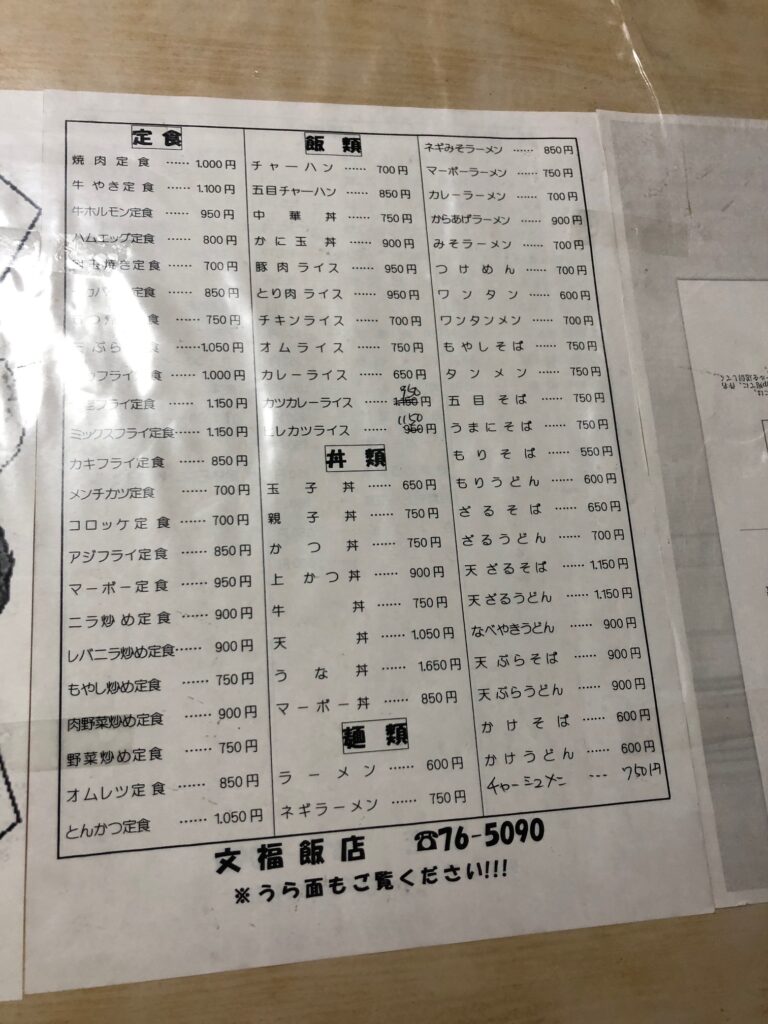 定食
焼肉定食 …… 1.000円
牛やき定食 …… 1.100円
牛ホルモン定食 …… 950円
ハムエッグ定食 …… 800円
焼き定食 …… 700円
定食 …… 850円
定食 …… 750円
定食 …… 1.050円
フライ定食 …… 1.000円
フライ定食 …… 1.150円
ミックスフライ定食 …… 1.150円
カキフライ定食 …… 850円
メンチカツ定食 …… 700円
コロッケ定食 …… 700円
アジフライ定食 …… 850円
マーボー定食 …… 950円
ニラ炒め定食 …… 900円
レバニラ炒め定食 …… 900円
もやし炒め定食 …… 750円
肉野菜炒め定食 …… 900円
野菜炒め定食 …… 750円
オムレツ定食 …… 850円
とんかつ定食 …… 1.050円
飯類
チャーハン …… 700円
五目チャーハン …… 850円
中華丼 …… 750円
かに玉丼 …… 900円
豚肉ライス …… 950円
とり肉ライス …… 950円
チキンライス …… 700円
オムライス …… 750円
カレーライス …… 650円
950
カツカレーライス …… 1.150円
1150
ヒレカツライス …… 950円
丼類
玉子丼 …… 650円
親子丼 …… 750円
かつ丼 …… 750円
上かつ丼 …… 900円
牛丼 …… 750円
天丼 …… 1.050円
うな丼 …… 1.650円
マーボー丼 …… 850円
麺類
ラーメン …… 600円
ネギラーメン …… 750円
ネギみそラーメン …… 850円
マーボーラーメン …… 750円
カレーラーメン …… 700円
からあげラーメン …… 900円
みそラーメン …… 700円
つけめん …… 700円
ワンタン …… 600円
ワンタンメン …… 700円
もやしそば …… 750円
タンメン …… 750円
五目そば …… 750円
うまにそば …… 750円
もりそば …… 550円
もりうどん …… 600円
ざるそば …… 650円
ざるうどん …… 700円
天ざるそば …… 1.150円
天ざるうどん …… 1.150円
なべやきうどん …… 900円
天ぷらそば …… 900円
天ぷらうどん …… 900円
かけそば …… 600円
かけうどん …… 600円
チャーシューメン … 750円
文福飯店 ☎76-5090
※うら面もご覧ください!!!